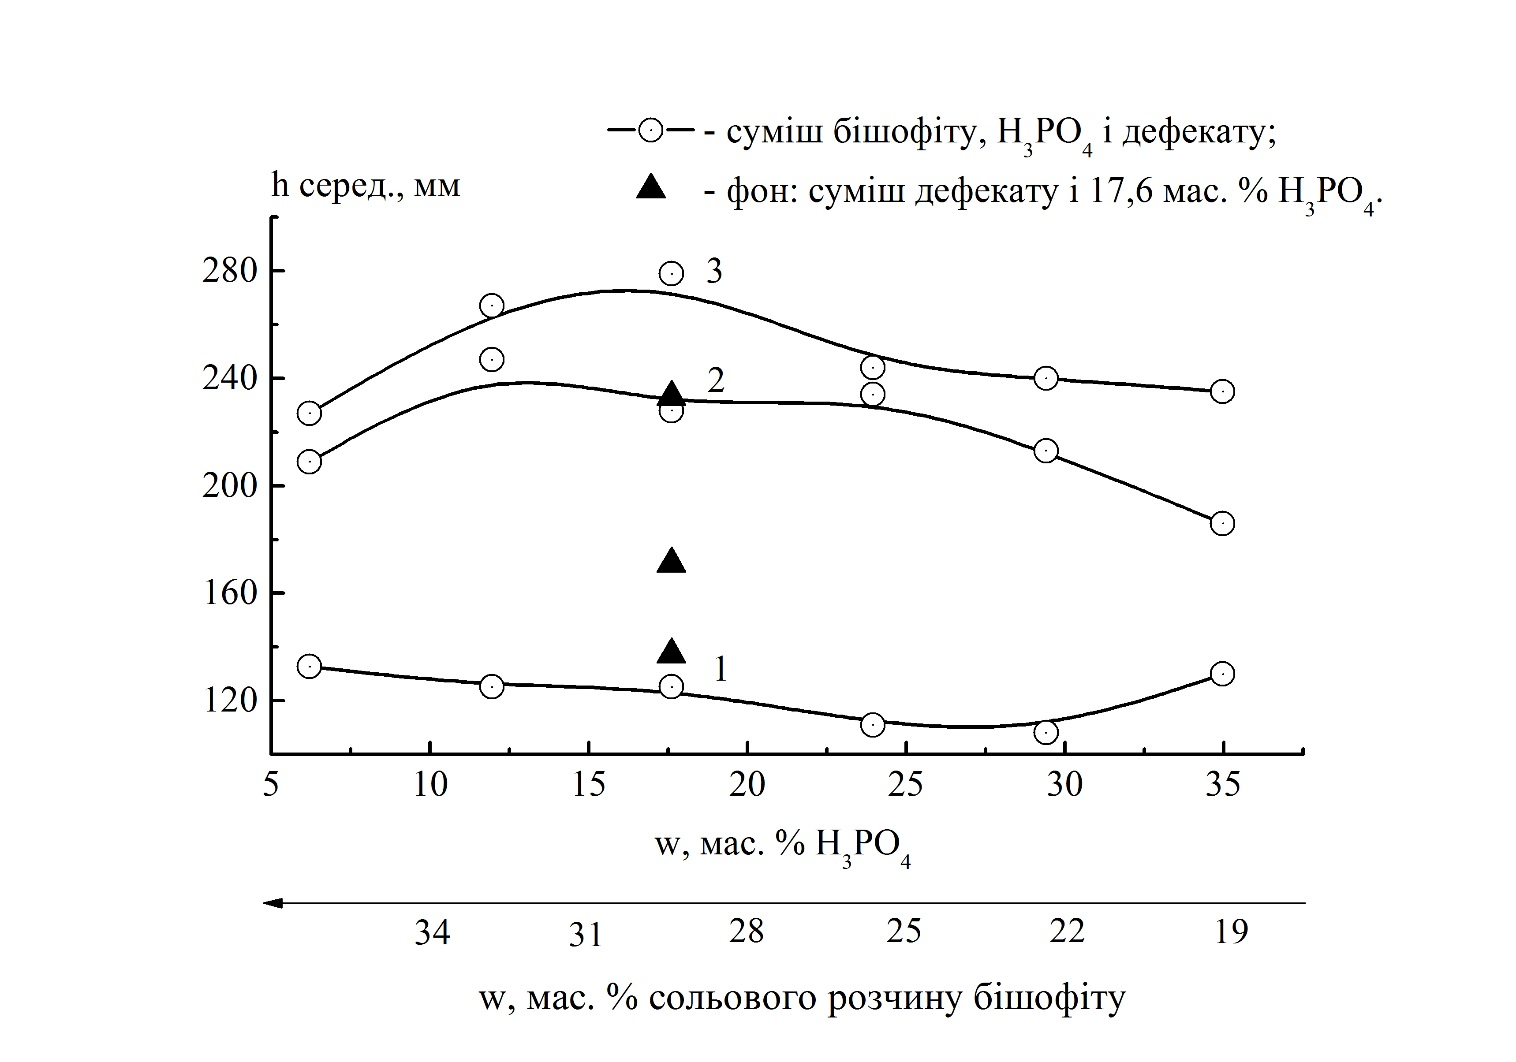 - суміш бішофіту, H₃PO₄ і дефекату;
h серед., мм
- фон: суміш дефекату і 17,6 мас. % H₃PO₄.
280
3
240
2
200
160
1
120
5 10 15 20 25 30 35
w, мас. % H₃PO₄
34 31 28 25 22 19
w, мас. % сольового розчину бішофіту